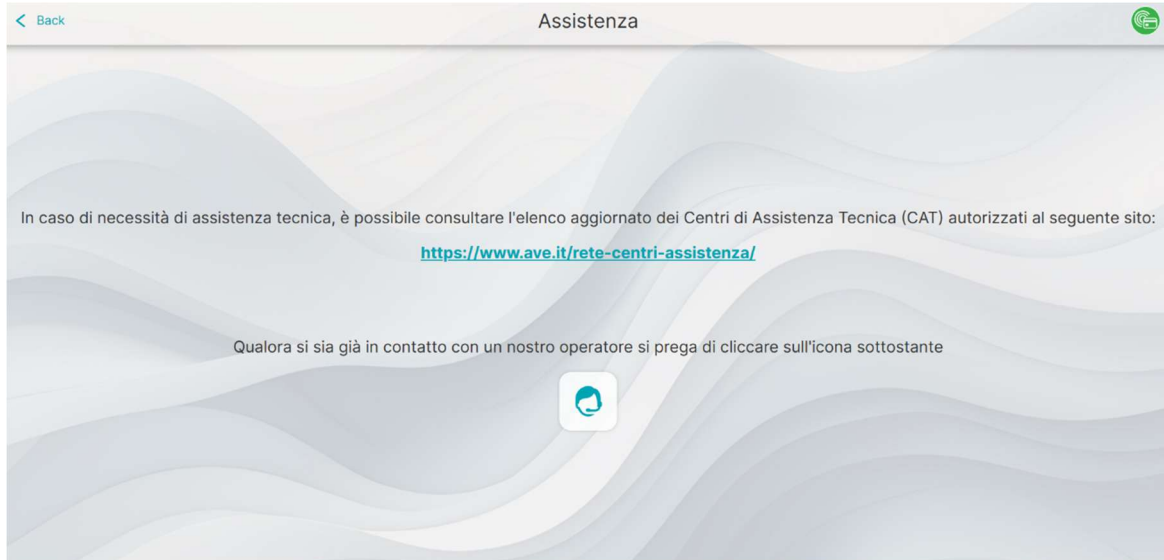 Back
Assistenza
In caso di necessità di assistenza tecnica, è possibile consultare l'elenco aggiornato dei Centri di Assistenza Tecnica (CAT) autorizzati al seguente sito:
https://www.ave.it/rete-centri-assistenza/
Qualora si sia già in contatto con un nostro operatore si prega di cliccare sull'icona sottostante